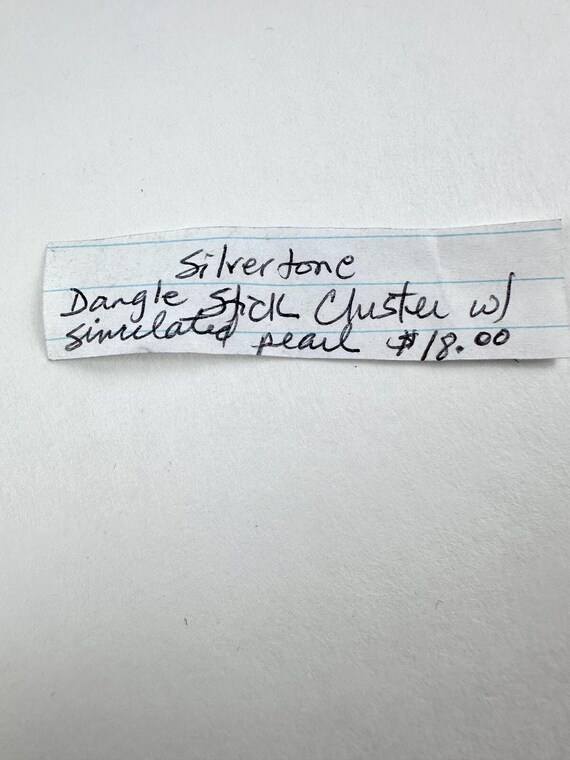 Silvertone
Dangle Stick Cluster w/
simulated pearl $18.00